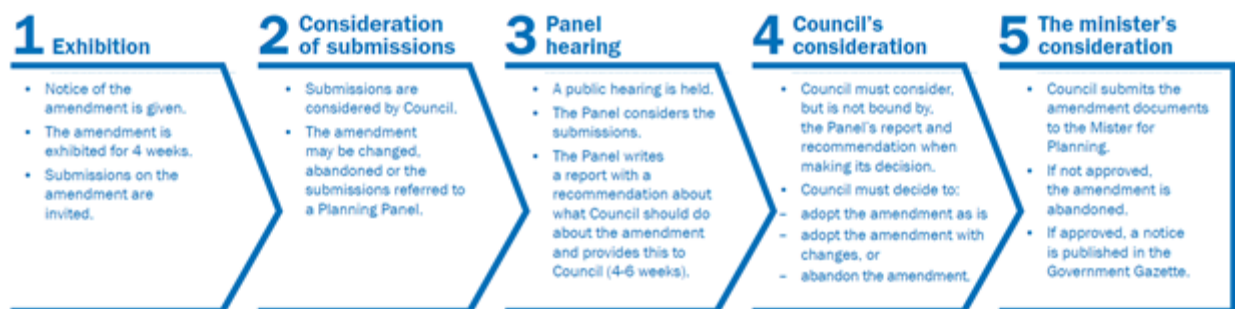 1 Exhibition
• Notice of the
amendment is given.
• The amendment is
exhibited for 4 weeks.
• Submissions on the
amendment are
invited.
2 Consideration
of submissions
• Submissions are
considered by Council.
• The amendment
may be changed,
abandoned or the
submissions referred to
a Planning Panel.
3 Panel
hearing
• A public hearing is held.
• The Panel considers the
submissions.
• The Panel writes
a report with a
recommendation about
what Council should do
about the amendment
and provides this to
Council (4-6 weeks).
4 Council's
consideration
• Council must consider,
but is not bound by,
the Panel's report and
recommendation when
making its decision.
• Council must decide to:
– adopt the amendment as is
– adopt the amendment with
changes, or
– abandon the amendment.
5 The minister's
consideration
• Council submits the
amendment documents
to the Mister for
Planning.
• If not approved,
the amendment is
abandoned.
• If approved, a notice
is published in the
Government Gazette.